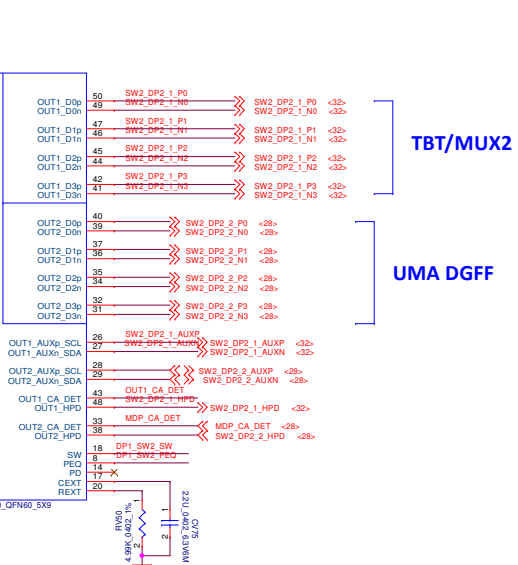 50 SW2_DP2_1_P0
OUT1_D0p SW2_DP2_1_P0 <32>
49 SW2_DP2_1_N0
OUT1_D0n SW2_DP2_1_N0 <32>
47 SW2_DP2_1_P1
OUT1_D1p SW2_DP2_1_P1 <32>
46 SW2_DP2_1_N1
OUT1_D1n SW2_DP2_1_N1 <32>
TBT/MUX2
45 SW2_DP2_1_P2
OUT1_D2p SW2_DP2_1_P2 <32>
44 SW2_DP2_1_N2
OUT1_D2n SW2_DP2_1_N2 <32>
42 SW2_DP2_1_P3
OUT1_D3p SW2_DP2_1_P3 <32>
41 SW2_DP2_1_N3
OUT1_D3n SW2_DP2_1_N3 <32>
40
OUT2_D0p SW2_DP2_2_P0 <28>
39
OUT2_D0n SW2_DP2_2_N0 <28>
37
OUT2_D1p SW2_DP2_2_P1 <28>
36
OUT2_D1n SW2_DP2_2_N1 <28>
UMA DGFF
35
OUT2_D2p SW2_DP2_2_P2 <28>
34
OUT2_D2n SW2_DP2_2_N2 <28>
32
OUT2_D3p SW2_DP2_2_P3 <28>
31
OUT2_D3n SW2_DP2_2_N3 <28>
26 SW2_DP2_1_AUXP
OUT1_AUXp_SCL SW2_DP2_1_AUXP <32>
27 SW2_DP2_1_AUXN
OUT1_AUXn_SDA SW2_DP2_1_AUXN <32>
28
OUT2_AUXp_SCL SW2_DP2_2_AUXP <28>
29
OUT2_AUXn_SDA SW2_DP2_2_AUXN <28>
43 OUT1_CA_DET
OUT1_CA_DET
48 SW2_DP2_1_HPD
OUT1_HPD SW2_DP2_1_HPD <32>
33 MDP_CA_DET
OUT2_CA_DET MDP_CA_DET <28>
38
OUT2_HPD SW2_DP2_2_HPD <28>
18 DP1_SW2_SW
SW
8 DP1_SW2_PEQ
PEQ
14
PD
17
CEXT
20
REXT
_QFN60_5X9
RV50
4.99K_0402_1%
1
2
CV75
2.2U_0402_6.3V6M
1
2